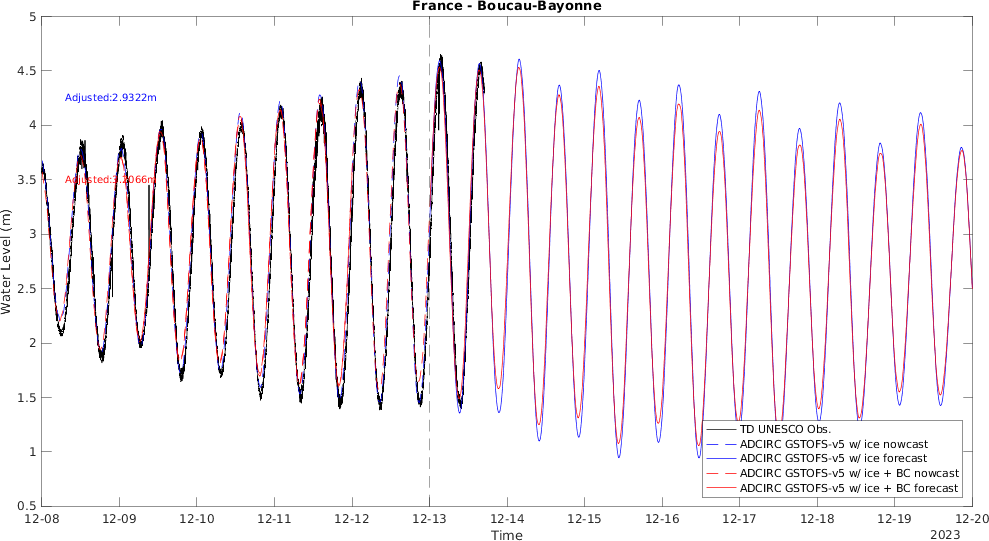 France - Boucau-Bayonne
5
4.5
4
3.5
3
2.5
2
1.5
1
0.5
Water Level (m)
Adjusted:2.9322m
Adjusted:3.2066m
TD UNESCO Obs.
ADCIRC GSTOFS-v5 w/ ice nowcast
ADCIRC GSTOFS-v5 w/ ice forecast
ADCIRC GSTOFS-v5 w/ ice + BC nowcast
ADCIRC GSTOFS-v5 w/ ice + BC forecast
12-08 12-09 12-10 12-11 12-12 12-13 12-14 12-15 12-16 12-17 12-18 12-19 12-20
Time
2023